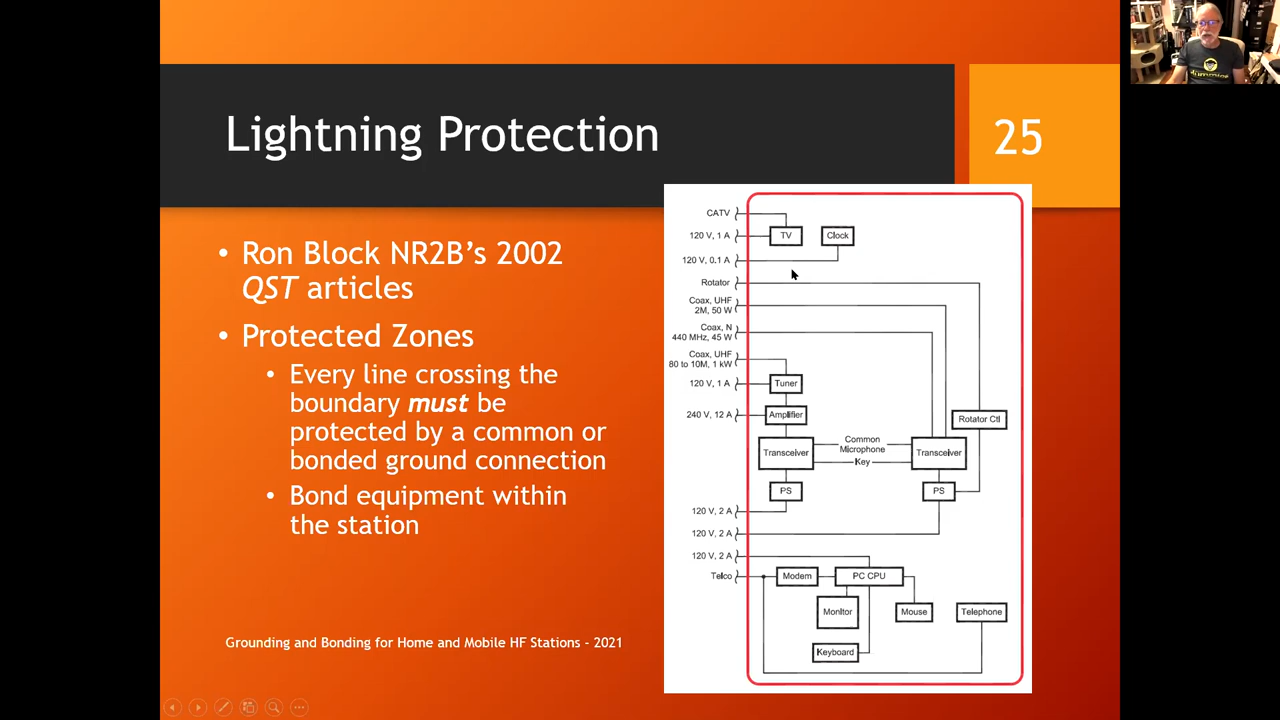 Lightning Protection
25
• Ron Block NR2B’s 2002
QST articles
• Protected Zones
• Every line crossing the
boundary must be
protected by a common or
bonded ground connection
• Bond equipment within
the station
Grounding and Bonding for Home and Mobile HF Stations - 2021
CATV
120 V, 1 A
TV
Clock
120 V, 0.1 A
Rotator
Coax, UHF
2M, 50 W
Coax, N
440 MHz, 45 W
Coax, UHF
80 to 10M, 1 kW
120 V, 1 A
Tuner
240 V, 12 A
Amplifier
Rotator Ctl
Transceiver
Common
Microphone
Key
Transceiver
PS
PS
120 V, 2 A
120 V, 2 A
120 V, 2 A
Telco
Modem
PC CPU
Monitor
Mouse
Telephone
Keyboard